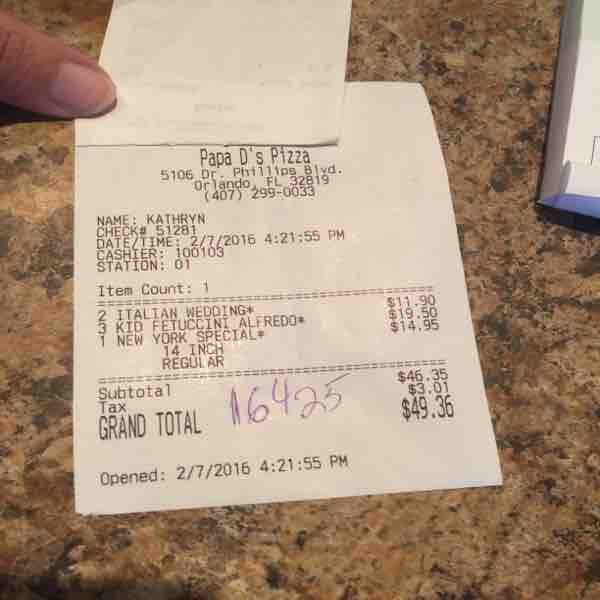 Papa D's Pizza
5106 Dr. Phillips Blvd.
Orlando, FL 32819
(407) 299-0033
NAME: KATHRYN
CHECK# 51281
DATE/TIME: 2/7/2016 4:21:55 PM
CASHIER: 100103
STATION: 01
Item Count: 1
2 ITALIAN WEDDING* $11.90
3 KID FETUCCINI ALFREDO* $19.50
1 NEW YORK SPECIAL* $14.95
14 INCH
REGULAR
Subtotal $46.35
Tax $3.01
GRAND TOTAL $49.36
Opened: 2/7/2016 4:21:55 PM